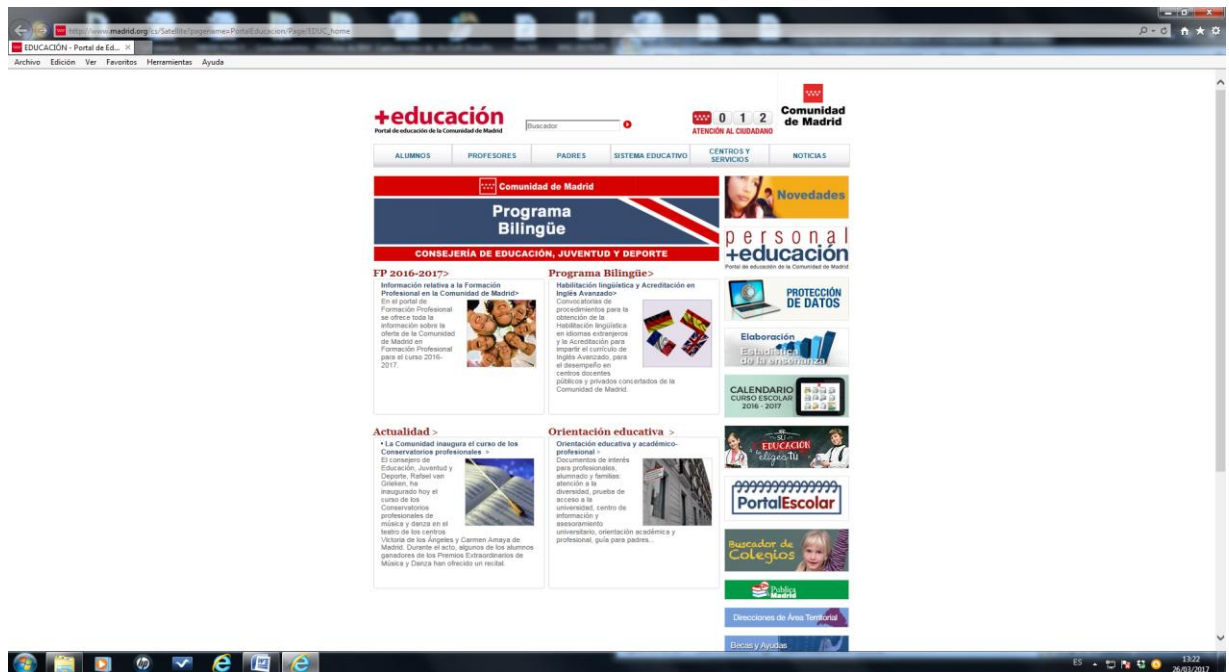 http://www.madrid.org/cs/Satellite?pagename=PortalEducacion/Page/EDUC_home
EDUCACIÓN - Portal de Ed...
Archivo Edición Ver Favoritos Herramientas Ayuda
+educación
Portal de educación de la Comunidad de Madrid
Buscador
0 1 2
ATENCIÓN AL CIUDADANO
Comunidad
de Madrid
ALUMNOS
PROFESORES
PADRES
SISTEMA EDUCATIVO
CENTROS Y
SERVICIOS
NOTICIAS
Comunidad de Madrid
Programa
Bilingüe
CONSEJERÍA DE EDUCACIÓN, JUVENTUD Y DEPORTE
FP 2016-2017>
Información relativa a la Formación
Profesional en la Comunidad de Madrid>
En el portal de
Formación Profesional
se ofrece toda la
información sobre la
oferta de la Comunidad
de Madrid en
Formación Profesional
para el curso 2016-
2017.
Programa Bilingüe>
Habilitación lingüística y Acreditación en
Inglés Avanzado>
Convocatorias de
procedimientos para la
obtención de la
Habilitación lingüística
en idiomas extranjeros
y la Acreditación para
impartir el currículo de
Inglés Avanzado, para
el desempeño en
centros docentes
públicos y privados concertados de la
Comunidad de Madrid.
Actualidad >
• La Comunidad inaugura el curso de los
Conservatorios profesionales >
El consejero de
Educación, Juventud y
Deporte, Rafael van
Grieken, ha
inaugurado hoy el
curso de los
Conservatorios
profesionales de
música y danza en el
teatro de los centros
Victoria de los Ángeles y Carmen Amaya de
Madrid. Durante el acto, algunos de los alumnos
ganadores de los Premios Extraordinarios de
Música y Danza han ofrecido un recital.
Orientación educativa >
Orientación educativa y académico-
profesional >
Documentos de interés
para profesionales,
alumnado y familias:
atención a la
diversidad, prueba de
acceso a la
universidad, centro de
información y
asesoramiento
universitario, orientación académica y
profesional, guía para padres...
Novedades
personal
+educación
Portal de educación de la Comunidad de Madrid
PROTECCIÓN
DE DATOS
Elaboración
Estadística
de la enseñanza
CALENDARIO
CURSO ESCOLAR
2016 - 2017
SU
EDUCACIÓN
la eliges tú
PortalEscolar
Buscador de
Colegios
Publica
Madrid
Direcciones de Área Territorial
Becas y Ayudas
ES
13:22
26/03/2017